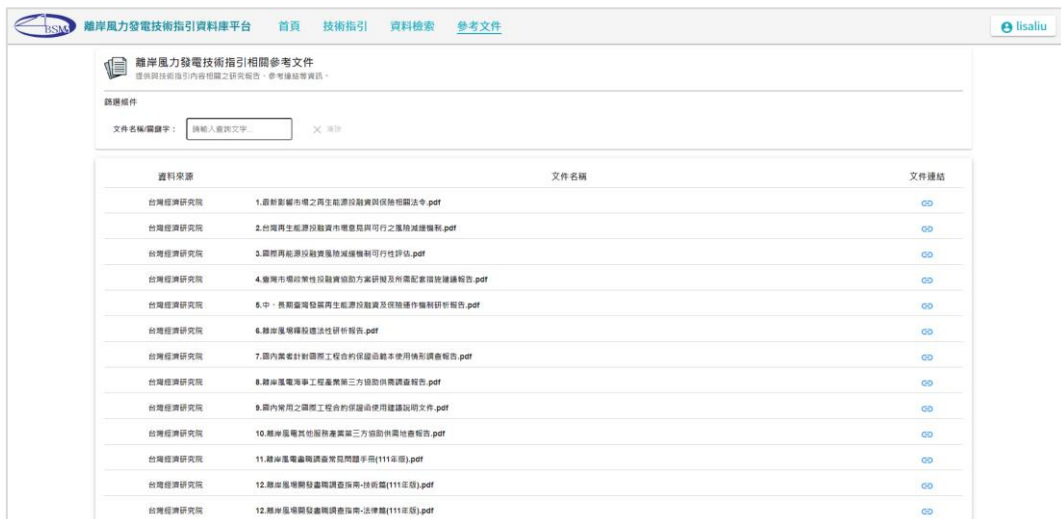 BSMI 離岸風力發電技術指引資料庫平台 首頁 技術指引 資料檢索 參考文件 lisaliu
離岸風力發電技術指引相關參考文件
提供與技術指引內容相關之研究報告、參考連結等資訊。
篩選條件
文件名稱/關鍵字： 請輸入查詢文字... 清除
資料來源 文件名稱 文件連結
台灣經濟研究院 1.最新影響市場之再生能源投融資與保險相關法令.pdf
台灣經濟研究院 2.台灣再生能源投融資市場意見與可行之風險減緩機制.pdf
台灣經濟研究院 3.國際再能源投融資風險減緩機制可行性評估.pdf
台灣經濟研究院 4.臺灣市場政策性投融資協助方案研擬及所需配套措施建議報告.pdf
台灣經濟研究院 5.中、長期臺灣發展再生能源投融資及保險運作機制研析報告.pdf
台灣經濟研究院 6.離岸風場鏢股適法性研析報告.pdf
台灣經濟研究院 7.國內業者針對國際工程合約保證函範本使用情形調查報告.pdf
台灣經濟研究院 8.離岸風電海事工程產業第三方協助供需調查報告.pdf
台灣經濟研究院 9.國內常用之國際工程合約保證函使用建議說明文件.pdf
台灣經濟研究院 10.離岸風電其他服務產業第三方協助供需地查報告.pdf
台灣經濟研究院 11.離岸風電盡職調查常見問題手冊(111年版).pdf
台灣經濟研究院 12.離岸風場開發盡職調查指南-技術篇(111年版).pdf
台灣經濟研究院 12.離岸風場開發盡職調查指南-法律篇(111年版).pdf